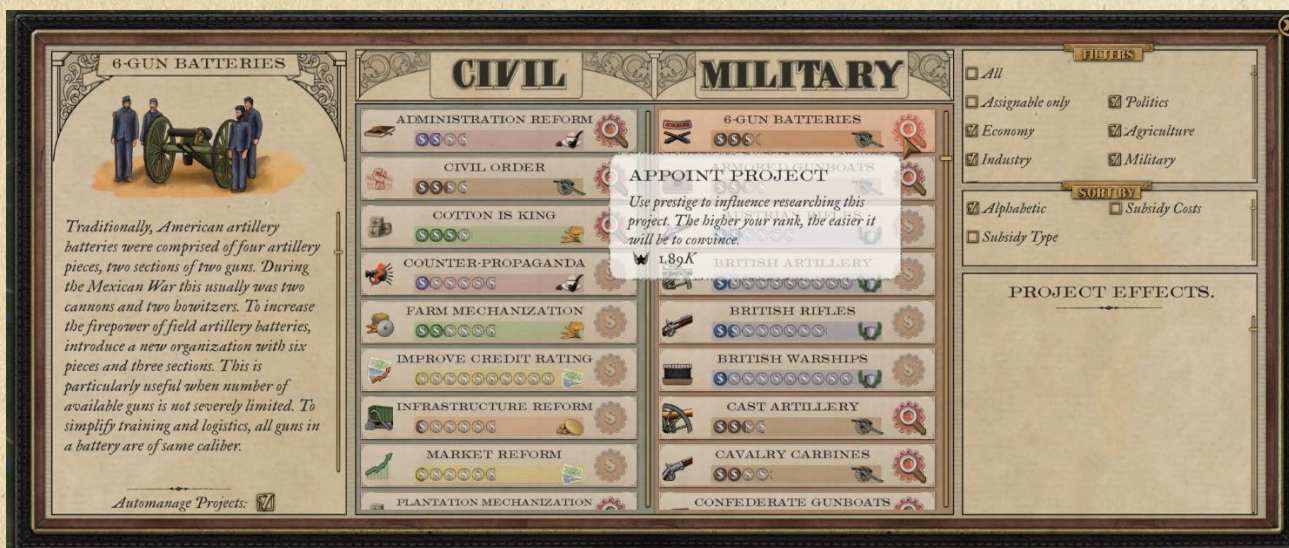 6-GUN BATTERIES
Traditionally, American artillery
batteries were comprised of four artillery
pieces, two sections of two guns. During
the Mexican War this usually was two
cannons and two howitzers. To increase
the firepower of field artillery batteries,
introduce a new organization with six
pieces and three sections. This is
particularly useful when number of
available guns is not severely limited. To
simplify training and logistics, all guns in
a battery are of same caliber.
Automanage Projects:
CIVIL
ADMINISTRATION REFORM
CIVIL ORDER
COTTON IS KING
COUNTER-PROPAGANDA
FARM MECHANIZATION
IMPROVE CREDIT RATING
INFRASTRUCTURE REFORM
MARKET REFORM
PLANTATION MECHANIZATION
MILITARY
6-GUN BATTERIES
ARMORED GUNBOATS
AUSTRIAN RIFLES
BRITISH ARTILLERY
BRITISH RIFLES
BRITISH WARSHIPS
CAST ARTILLERY
CAVALRY CARBINES
CONFEDERATE GUNBOATS
APPOINT PROJECT
Use prestige to influence researching this
project. The higher your rank, the easier it
will be to convince.
1.89K
FILTERS
All
Assignable only
Politics
Economy
Agriculture
Industry
Military
SORT BY
Alphabetic
Subsidy Costs
Subsidy Type
PROJECT EFFECTS.